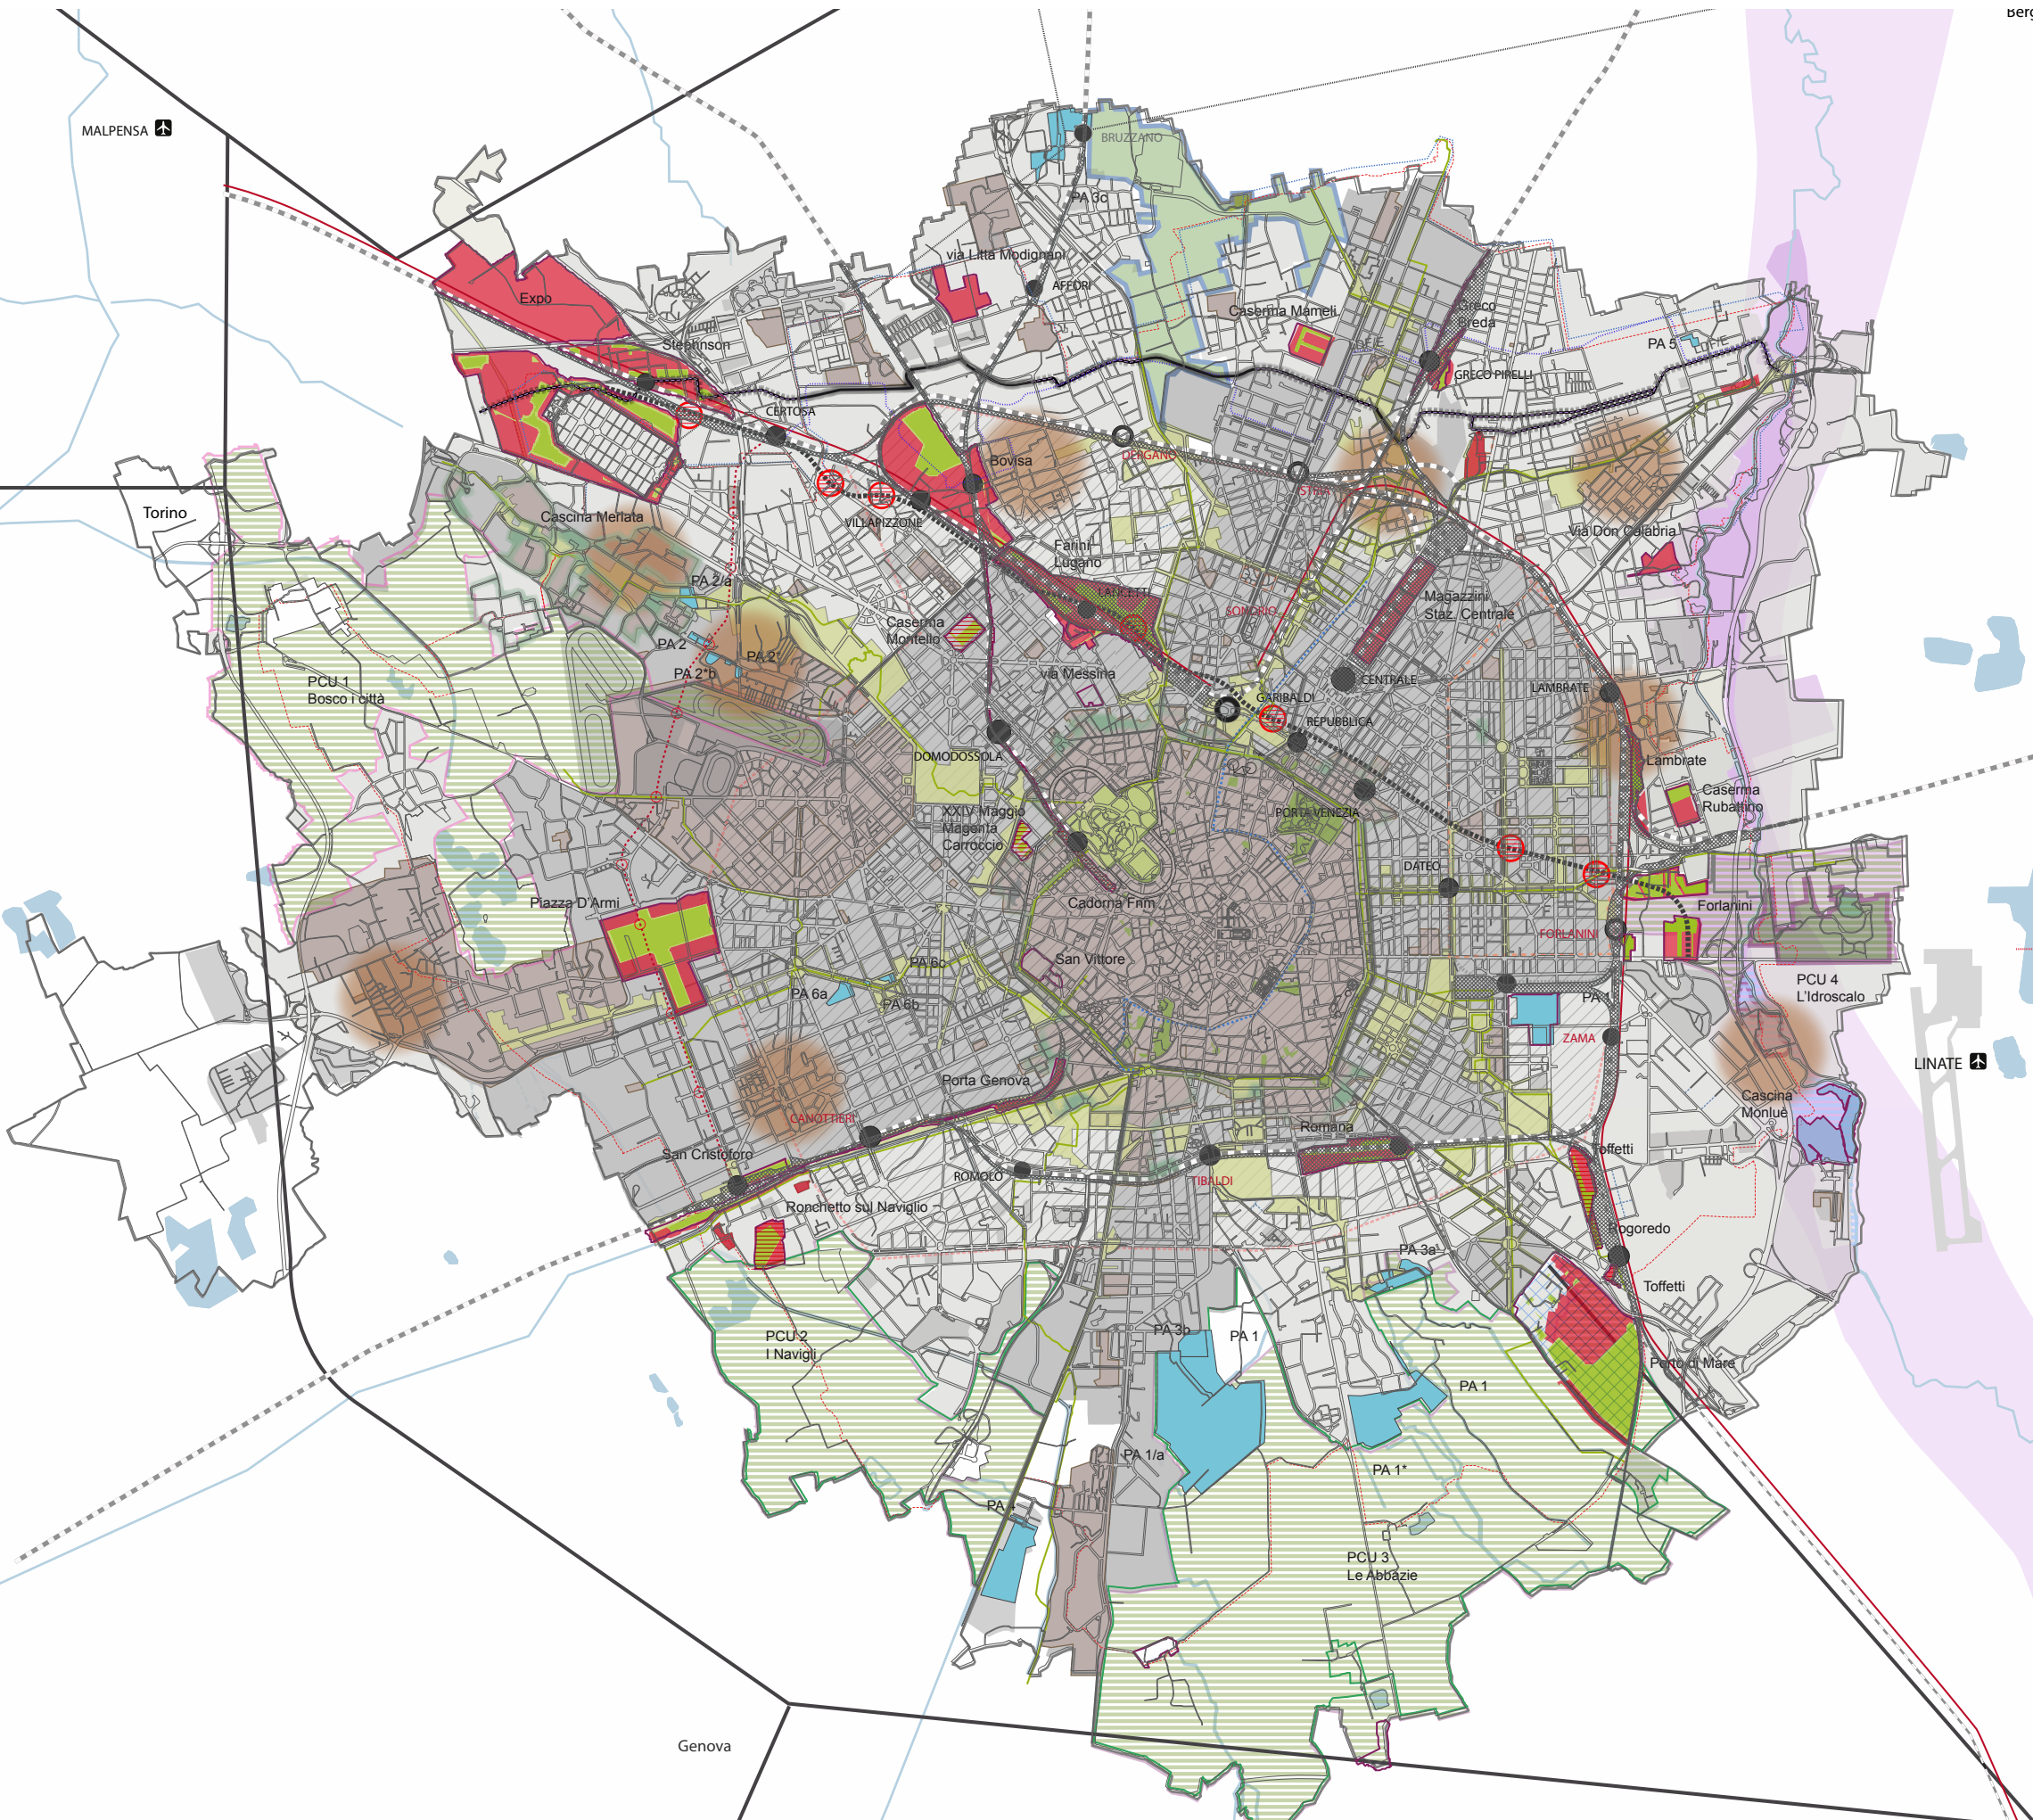 Berg
MALPENSA
BRUZZANO
PA 3c
via Litta Modignani
AFFORI
Expo
Caserma Mameli
Greco
Breda
Stephnson
PA 5
GRECO PIRELLI
CERTOSA
DERGANO
Bovisa
Torino
Cascina Merlata
VILLAPIZZONE
Via Don Calabria
Farini-
Lugano
PA 2/a
LANCETTI
Magazzini
Staz. Centrale
SONDRIO
Caserma
Montello
PA 2
PA 2*
PA 2*b
via Messina
CENTRALE
LAMBRATE
PCU 1
Bosco i città
GARIBALDI
REPUBBLICA
DOMODOSSOLA
Lambrate
Caserma
Rubattino
XXIV Maggio
Magenta
Carroccio
PORTA VENEZIA
DATEO
Piazza D'Armi
Cadorna Fnm
Forlanini
FORLANINI
San Vittore
PA 6c
PA 6a
PA 6b
PCU 4
L'Idroscalo
PA 1
ZAMA
LINATE
Porta Genova
Cascina
Monlue
CANOTTIERI
Romana
San Cristoforo
Toffetti
ROMOLO
TIBALDI
Ronchetto sul Naviglio
Rogoredo
PA 3a
Toffetti
PCU 2
I Navigli
PA 3b
PA 1
Porto di Mare
PA 1
PA 1/a
PA 1*
PA
PCU 3
Le Abbazie
Genova